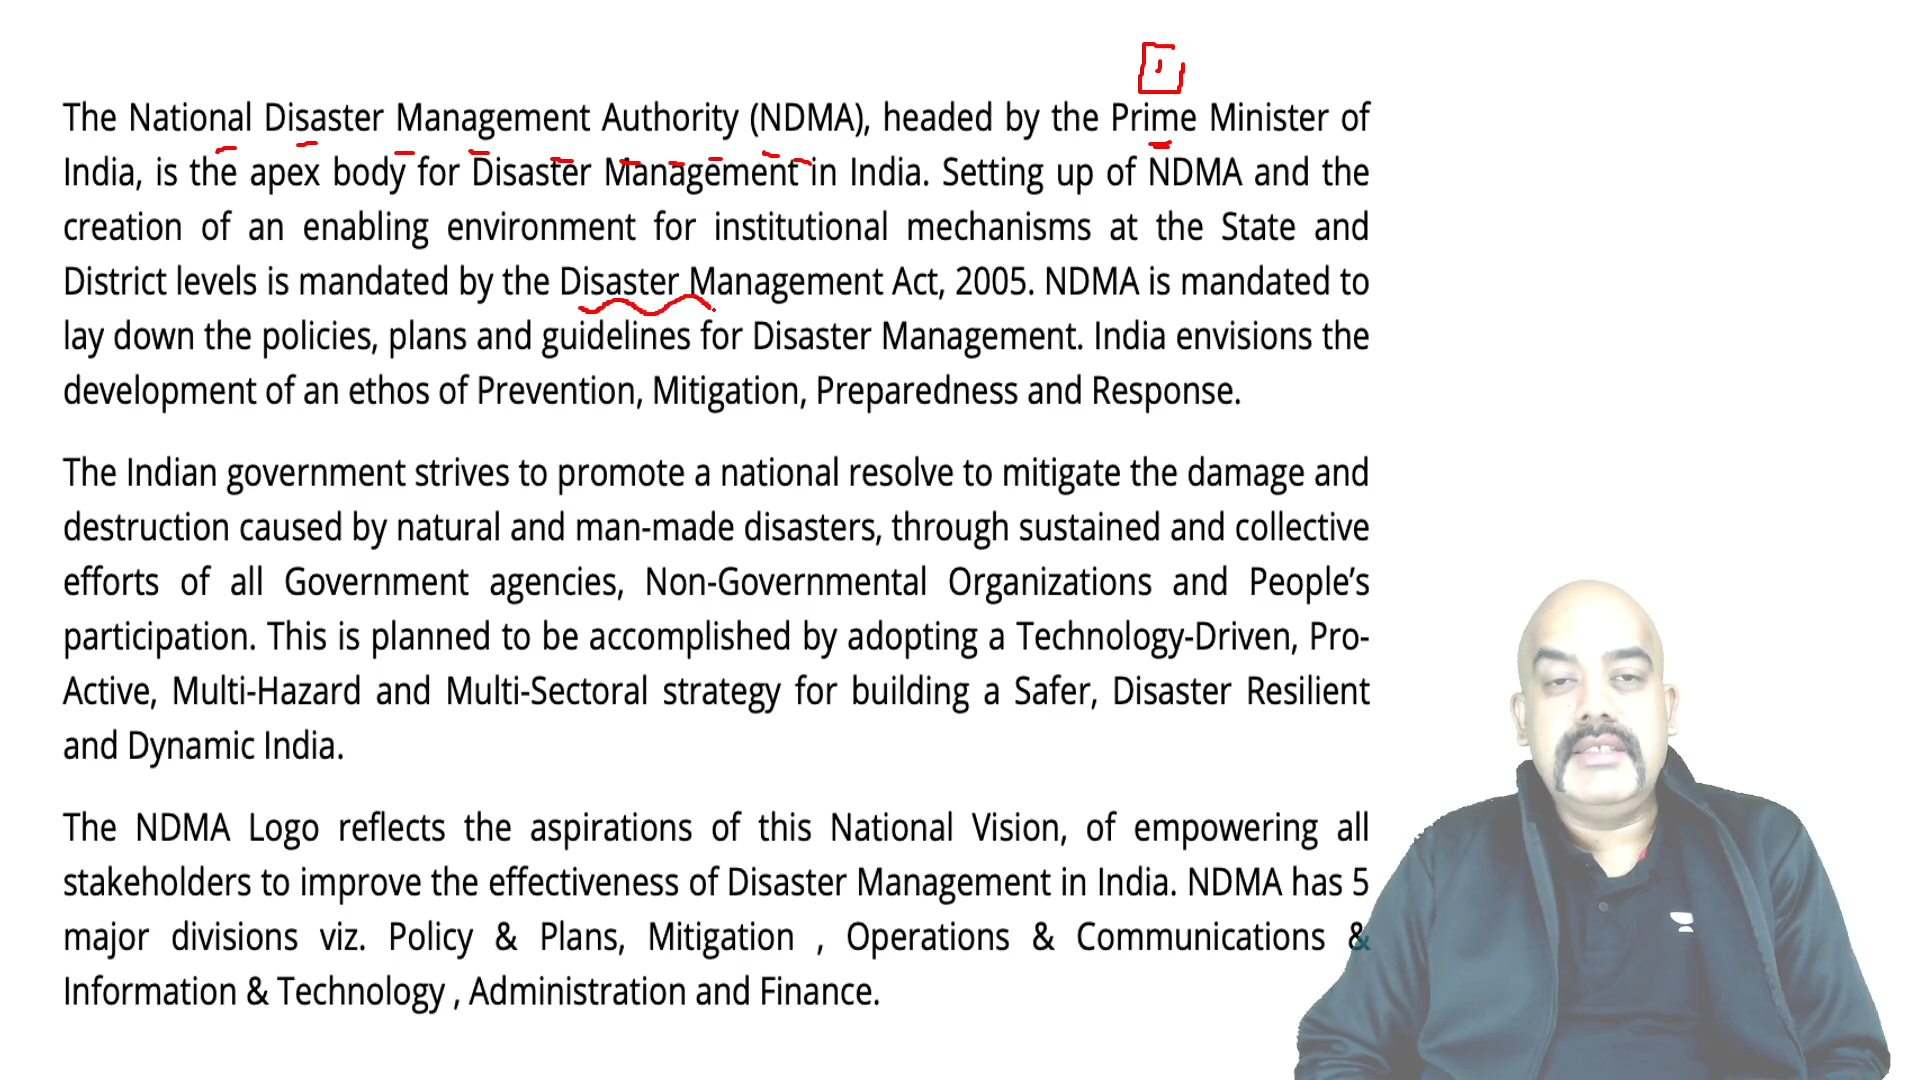 The National Disaster Management Authority (NDMA), headed by the Prime Minister of
India, is the apex body for Disaster Management in India. Setting up of NDMA and the
creation of an enabling environment for institutional mechanisms at the State and
District levels is mandated by the Disaster Management Act, 2005. NDMA is mandated to
lay down the policies, plans and guidelines for Disaster Management. India envisions the
development of an ethos of Prevention, Mitigation, Preparedness and Response.
The Indian government strives to promote a national resolve to mitigate the damage and
destruction caused by natural and man-made disasters, through sustained and collective
efforts of all Government agencies, Non-Governmental Organizations and People’s
participation. This is planned to be accomplished by adopting a Technology-Driven, Pro-
Active, Multi-Hazard and Multi-Sectoral strategy for building a Safer, Disaster Resilient
and Dynamic India.
The NDMA Logo reflects the aspirations of this National Vision, of empowering all
stakeholders to improve the effectiveness of Disaster Management in India. NDMA has 5
major divisions viz. Policy & Plans, Mitigation , Operations & Communications &
Information & Technology , Administration and Finance.